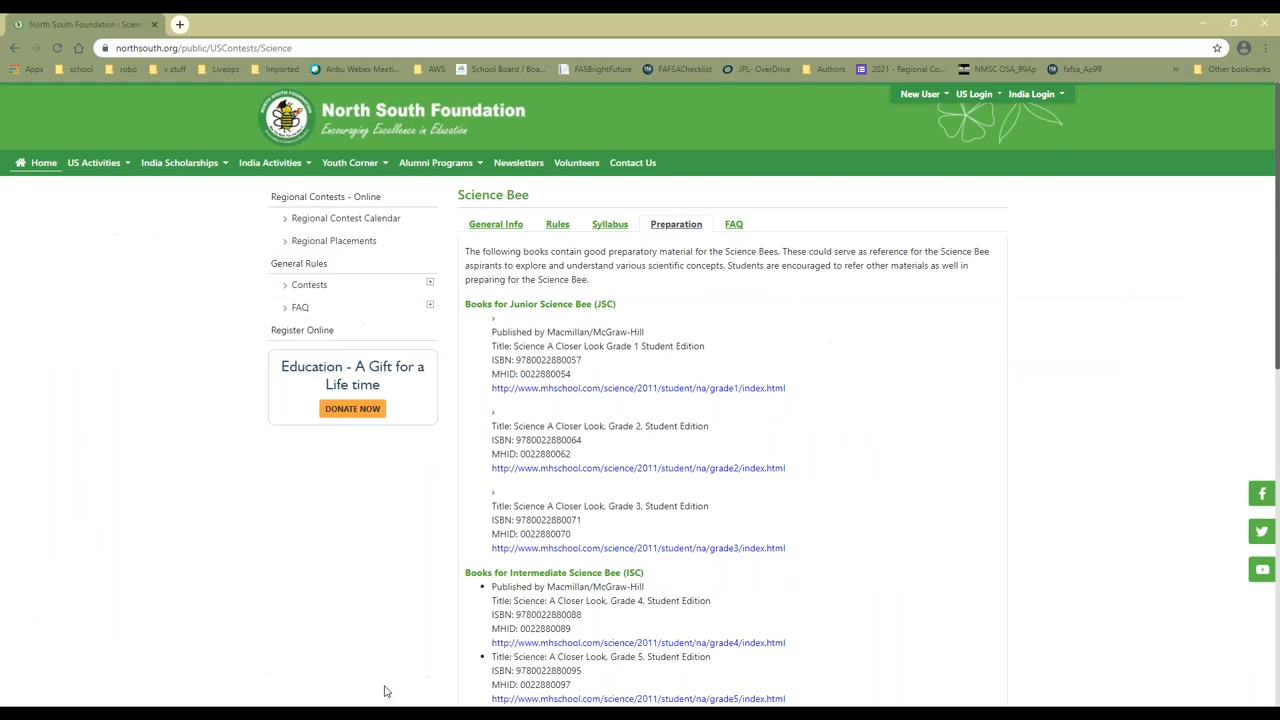 North South Foundation : Scienc
northsouth.org/public/USContests/Science
Apps school robo v stuff Liveops Imported Anbu Webex Meeti... AWS School Board / Boa... FASBrightFuture FAFSAChecklist JPL- OverDrive Authors 2021 - Regional Co... NMSC OSA_99Ap fafsa_Ap99 » Other bookmarks
New User US Login India Login
North South Foundation
Encouraging Excellence in Education
Home US Activities India Scholarships India Activities Youth Corner Alumni Programs Newsletters Volunteers Contact Us
Regional Contests - Online
Regional Contest Calendar
Regional Placements
General Rules
Contests
FAQ
Register Online
Education - A Gift for a
Life time
DONATE NOW
Science Bee
General Info Rules Syllabus Preparation FAQ
The following books contain good preparatory material for the Science Bees. These could serve as reference for the Science Bee
aspirants to explore and understand various scientific concepts. Students are encouraged to refer other materials as well in
preparing for the Science Bee.
Books for Junior Science Bee (JSC)
Published by Macmillan/McGraw-Hill
Title: Science A Closer Look Grade 1 Student Edition
ISBN: 9780022880057
MHID: 0022880054
http://www.mhschool.com/science/2011/student/na/grade1/index.html
Title: Science A Closer Look, Grade 2, Student Edition
ISBN: 9780022880064
MHID: 0022880062
http://www.mhschool.com/science/2011/student/na/grade2/index.html
Title: Science A Closer Look, Grade 3, Student Edition
ISBN: 9780022880071
MHID: 0022880070
http://www.mhschool.com/science/2011/student/na/grade3/index.html
Books for Intermediate Science Bee (ISC)
Published by Macmillan/McGraw-Hill
Title: Science: A Closer Look, Grade 4, Student Edition
ISBN: 9780022880088
MHID: 0022880089
http://www.mhschool.com/science/2011/student/na/grade4/index.html
Title: Science: A Closer Look, Grade 5, Student Edition
ISBN: 9780022880095
MHID: 0022880097
http://www.mhschool.com/science/2011/student/na/grade5/index.html